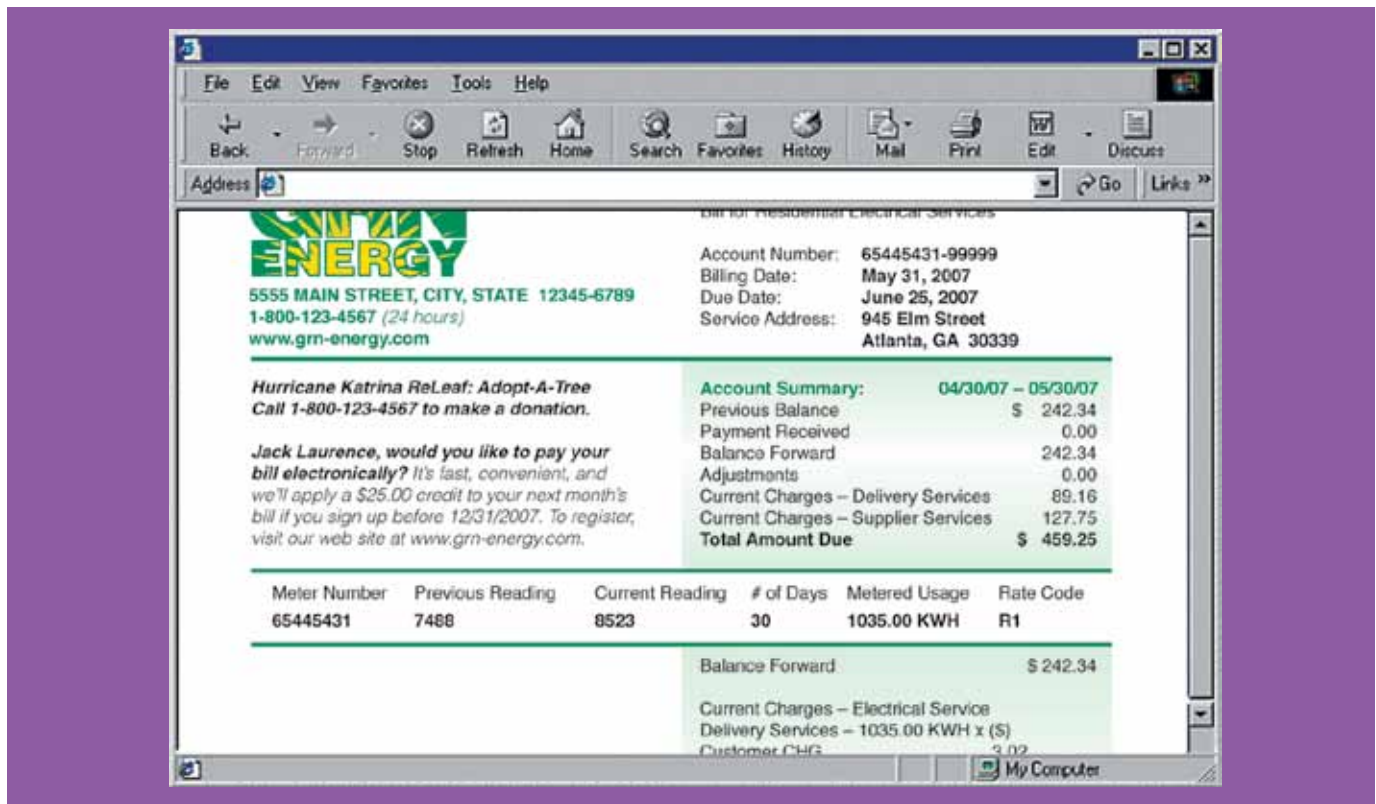 File Edit View Favorites Tools Help
Back Forward Stop Refresh Home Search Favorites History Mail Print Edit Discuss
Address Go Links »
GRN
ENERGY
5555 MAIN STREET, CITY, STATE 12345-6789
1-800-123-4567 (24 hours)
www.grn-energy.com
Bill for Residential Electrical Services
Account Number: 65445431-99999
Billing Date: May 31, 2007
Due Date: June 25, 2007
Service Address: 945 Elm Street
Atlanta, GA 30339
Hurricane Katrina ReLeaf: Adopt-A-Tree
Call 1-800-123-4567 to make a donation.
Jack Laurence, would you like to pay your
bill electronically? It's fast, convenient, and
we'll apply a $25.00 credit to your next month's
bill if you sign up before 12/31/2007. To register,
visit our web site at www.grn-energy.com.
Account Summary: 04/30/07 – 05/30/07
Previous Balance $ 242.34
Payment Received 0.00
Balance Forward 242.34
Adjustments 0.00
Current Charges – Delivery Services 89.16
Current Charges – Supplier Services 127.75
Total Amount Due $ 459.25
Meter Number Previous Reading Current Reading # of Days Metered Usage Rate Code
65445431 7488 8523 30 1035.00 KWH R1
Balance Forward $ 242.34
Current Charges – Electrical Service
Delivery Services – 1035.00 KWH x ($)
Customer CHG 3.02
My Computer